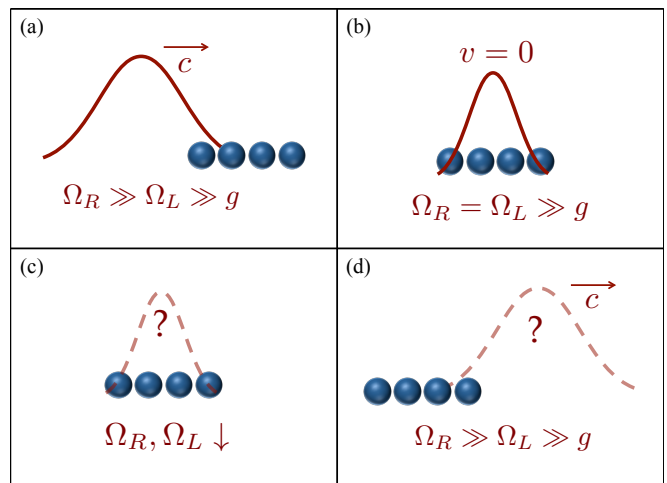 (a)
c
Ω_R ≫ Ω_L ≫ g
(b)
v = 0
Ω_R = Ω_L ≫ g
(c)
?
Ω_R, Ω_L ↓
(d)
c
?
Ω_R ≫ Ω_L ≫ g